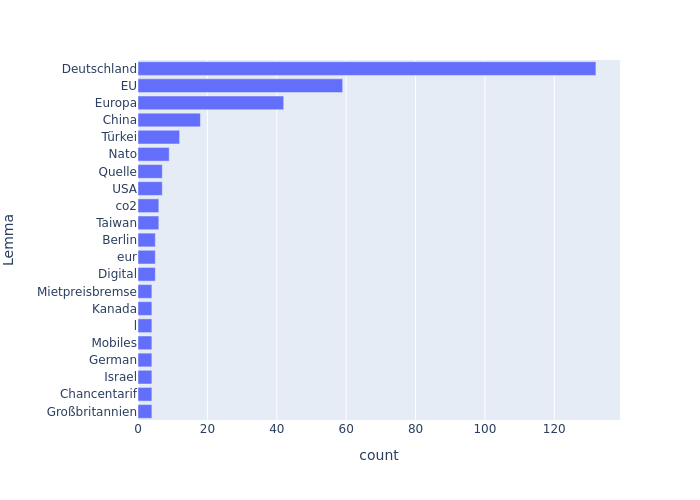 Deutschland
EU
Europa
China
Türkei
Nato
Quelle
USA
co2
Taiwan
Berlin
eur
Digital
Mietpreisbremse
Kanada
Mobiles
German
Israel
Chancentarif
Großbritannien
0 20 40 60 80 100 120
count
Lemma